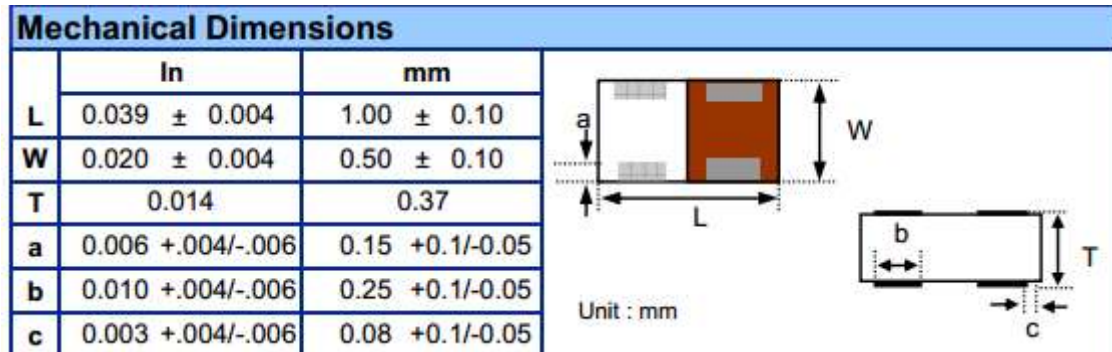 Mechanical Dimensions
In mm
L 0.039 ± 0.004 1.00 ± 0.10
W 0.020 ± 0.004 0.50 ± 0.10
T 0.014 0.37
a 0.006 +.004/-.006 0.15 +0.1/-0.05
b 0.010 +.004/-.006 0.25 +0.1/-0.05
c 0.003 +.004/-.006 0.08 +0.1/-0.05
a
W
L
b
T
c
Unit : mm